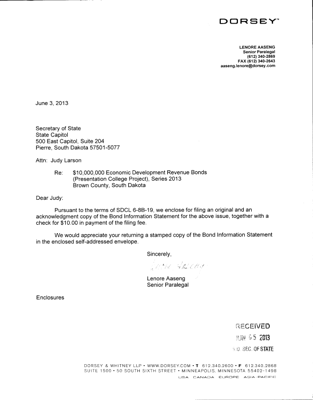 DORSEY
LENORE AASENG
Senior Paralegal
(612) 340-2868
FAX (612) 340-2643
aaseng.lenore@dorsey.com
June 3, 2013
Secretary of State
State Capitol
500 East Capitol, Suite 204
Pierre, South Dakota 57501-5077
Attn: Judy Larson
Re: $10,000,000 Economic Development Revenue Bonds
(Presentation College Project), Series 2013
Brown County, South Dakota
Dear Judy:
Pursuant to the terms of SDCL 6-8B-19, we enclose for filing an original and an
acknowledgment copy of the Bond Information Statement for the above issue, together with a
check for $10.00 in payment of the filing fee.
We would appreciate your returning a stamped copy of the Bond Information Statement
in the enclosed self-addressed envelope.
Sincerely,
Lenore Aaseng
Senior Paralegal
Enclosures
RECEIVED
2013
OF STATE
DORSEY & WHITNEY LLP • WWW.DORSEY.COM • T 612.340.2600 • F 612.340.2868
SUITE 1500 • 50 SOUTH SIXTH STREET • MINNEAPOLIS, MINNESOTA 55402-1498
USA CANADA EUROPE ASIA PACIFIC